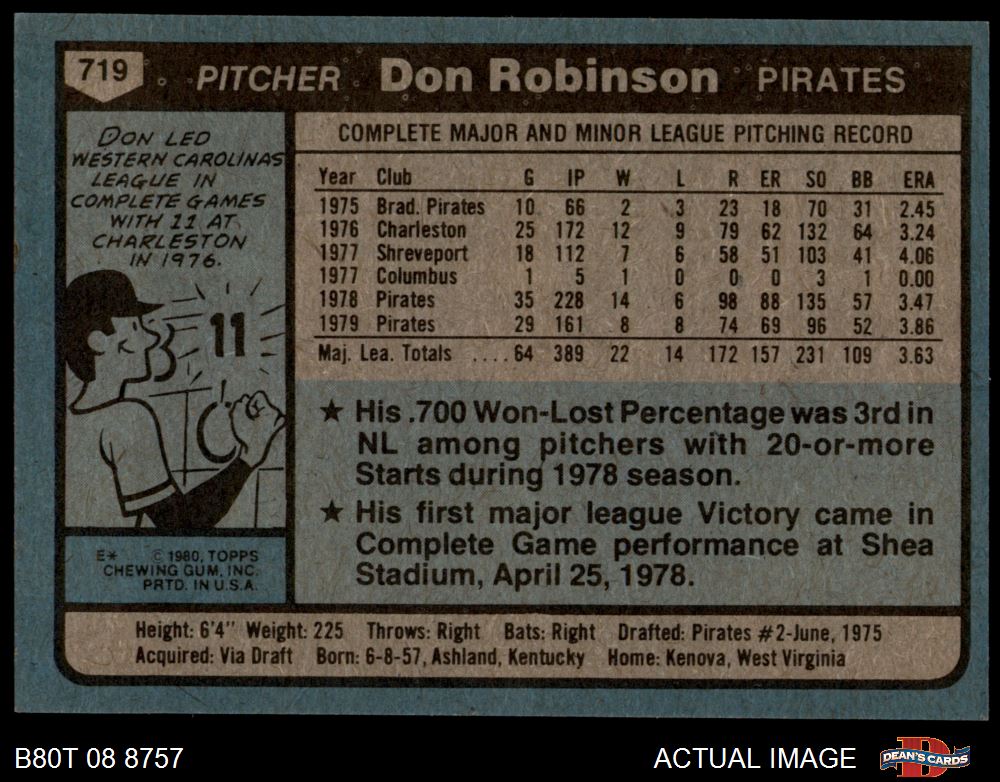 719 PITCHER Don Robinson PIRATES
DON LED
WESTERN CAROLINAS
LEAGUE IN
COMPLETE GAMES
WITH 11 AT
CHARLESTON
IN 1976.
11
E* © 1980, TOPPS
CHEWING GUM, INC.
PRTD. IN U.S.A.
COMPLETE MAJOR AND MINOR LEAGUE PITCHING RECORD
Year Club G IP W L R ER SO BB ERA
1975 Brad. Pirates 10 66 2 3 23 18 70 31 2.45
1976 Charleston 25 172 12 9 79 62 132 64 3.24
1977 Shreveport 18 112 7 6 58 51 103 41 4.06
1977 Columbus 1 5 1 0 0 0 3 1 0.00
1978 Pirates 35 228 14 6 98 88 135 57 3.47
1979 Pirates 29 161 8 8 74 69 96 52 3.86
Maj. Lea. Totals .... 64 389 22 14 172 157 231 109 3.63
★ His .700 Won-Lost Percentage was 3rd in
NL among pitchers with 20-or-more
Starts during 1978 season.
★ His first major league Victory came in
Complete Game performance at Shea
Stadium, April 25, 1978.
Height: 6'4" Weight: 225 Throws: Right Bats: Right Drafted: Pirates #2-June, 1975
Acquired: Via Draft Born: 6-8-57, Ashland, Kentucky Home: Kenova, West Virginia
B80T 08 8757 ACTUAL IMAGE D DEAN'S CARDS